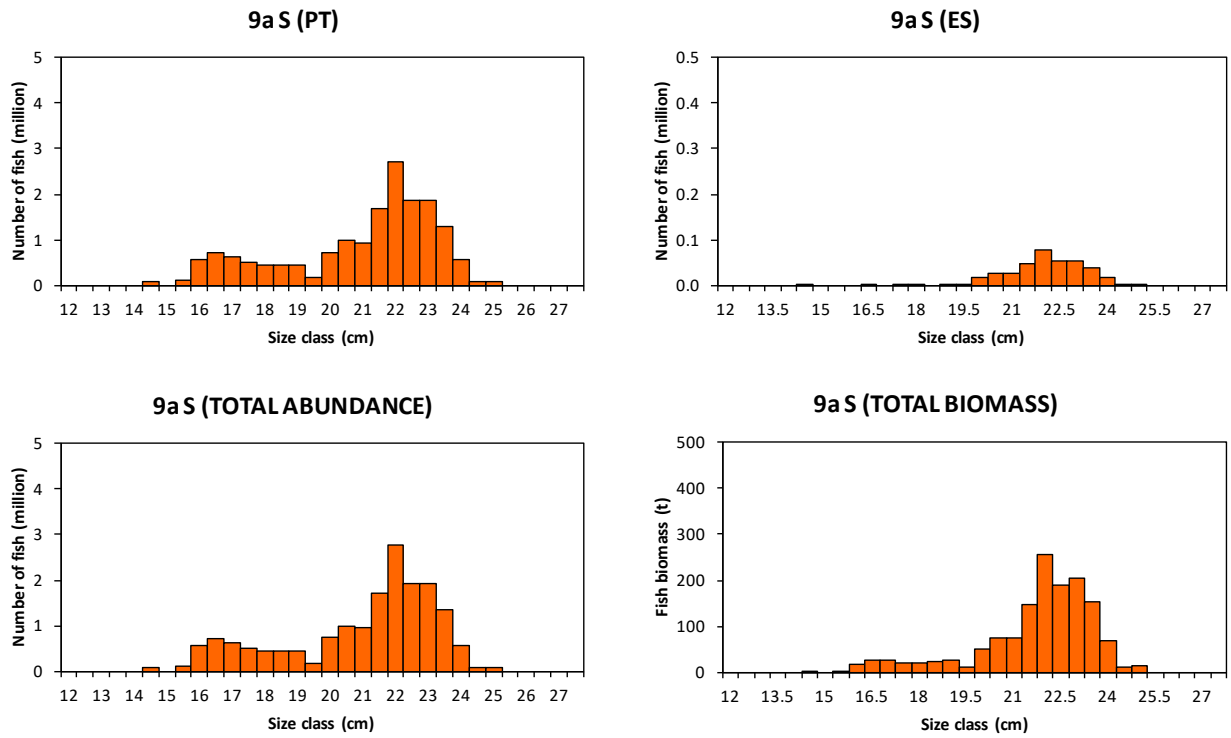 9a S (PT)
Number of fish (million)
5
4
3
2
1
0
12 13 14 15 16 17 18 19 20 21 22 23 24 25 26 27
Size class (cm)
9a S (ES)
Number of fish (million)
0.5
0.4
0.3
0.2
0.1
0.0
12 13.5 15 16.5 18 19.5 21 22.5 24 25.5 27
Size class (cm)
9a S (TOTAL ABUNDANCE)
Number of fish (million)
5
4
3
2
1
0
12 13 14 15 16 17 18 19 20 21 22 23 24 25 26 27
Size class (cm)
9a S (TOTAL BIOMASS)
Fish biomass (t)
500
400
300
200
100
0
12 13.5 15 16.5 18 19.5 21 22.5 24 25.5 27
Size class (cm)